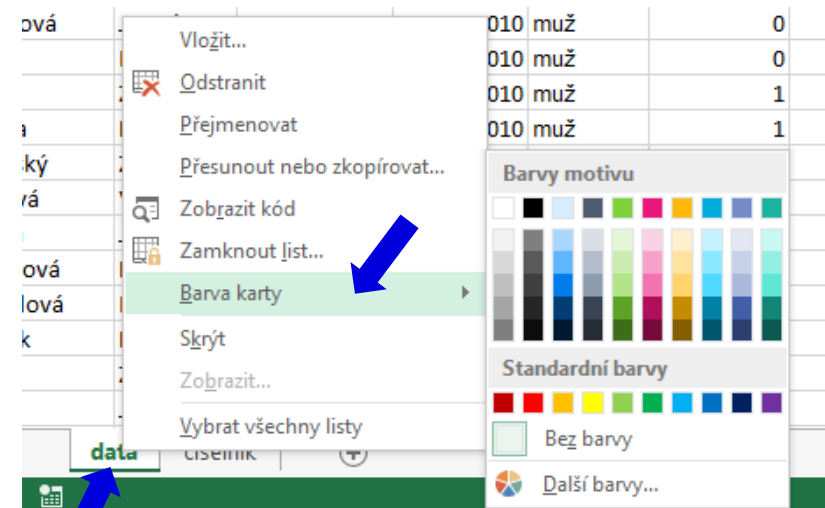 ová
010 muž 0
010 muž 0
010 muž 1
010 muž 1
ský
vá
ová
lová
k
Vložit...
Odstranit
Přejmenovat
Přesunout nebo zkopírovat...
Zobrazit kód
Zamknout list...
Barva karty
Skrýt
Zobrazit...
Vybrat všechny listy
Barvy motivu
Standardní barvy
Bez barvy
Další barvy...
data číselník